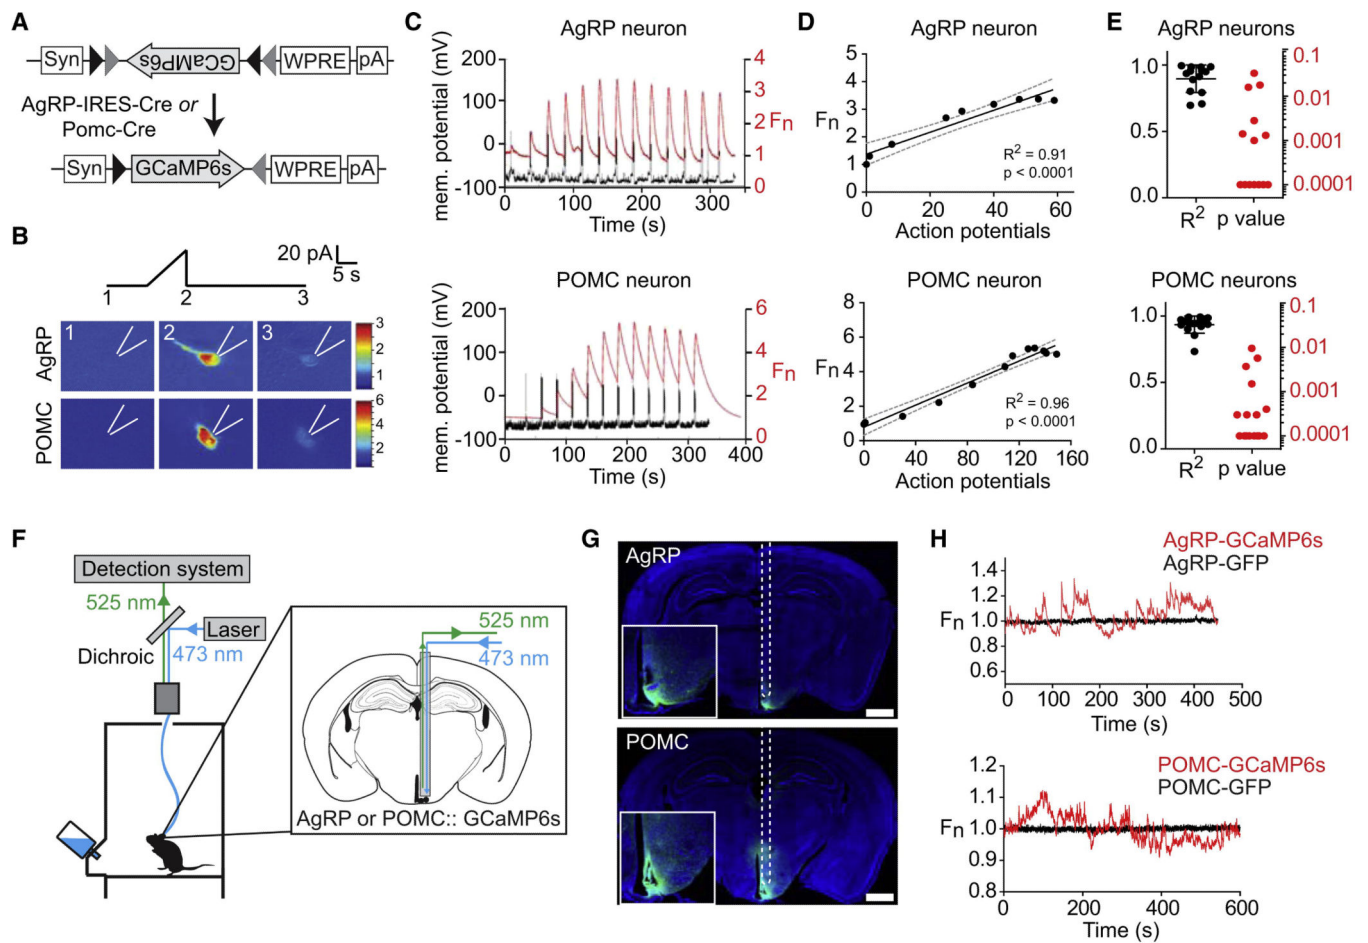 A
Syn GCaMP6s WPRE pA
AgRP-IRES-Cre or
Pomc-Cre
Syn GCaMP6s WPRE pA
B
20 pA
5 s
1 2 3
AgRP
1 2 3
3
2
2
1
1
POMC
6
4
2
C
AgRP neuron
mem. potential (mV)
200
100
0
-100
4
3
2
1
0
Fn
0 100 200 300
Time (s)
POMC neuron
mem. potential (mV)
200
100
0
-100
6
4
2
0
Fn
0 100 200 300 400
Time (s)
D
AgRP neuron
Fn
5
4
3
2
1
0
R2 = 0.91
p < 0.0001
0 20 40 60
Action potentials
POMC neuron
Fn
8
6
4
2
0
R2 = 0.96
p < 0.0001
0 40 80 120 160
Action potentials
E
AgRP neurons
1.0
0.5
1.0
0.1
0.01
0.001
0.0001
R2 p value
POMC neurons
1.0
0.5
1.0
0.1
0.01
0.001
0.0001
R2 p value
F
Detection system
525 nm
Laser
Dichroic
473 nm
525 nm
473 nm
AgRP or POMC:: GCaMP6s
G
AgRP
POMC
H
AgRP-GCaMP6s
AgRP-GFP
Fn
1.4
1.2
1.0
0.8
0.6
0 100 200 300 400 500
Time (s)
POMC-GCaMP6s
POMC-GFP
Fn
1.2
1.1
1.0
0.9
0.8
0 200 400 600
Time (s)